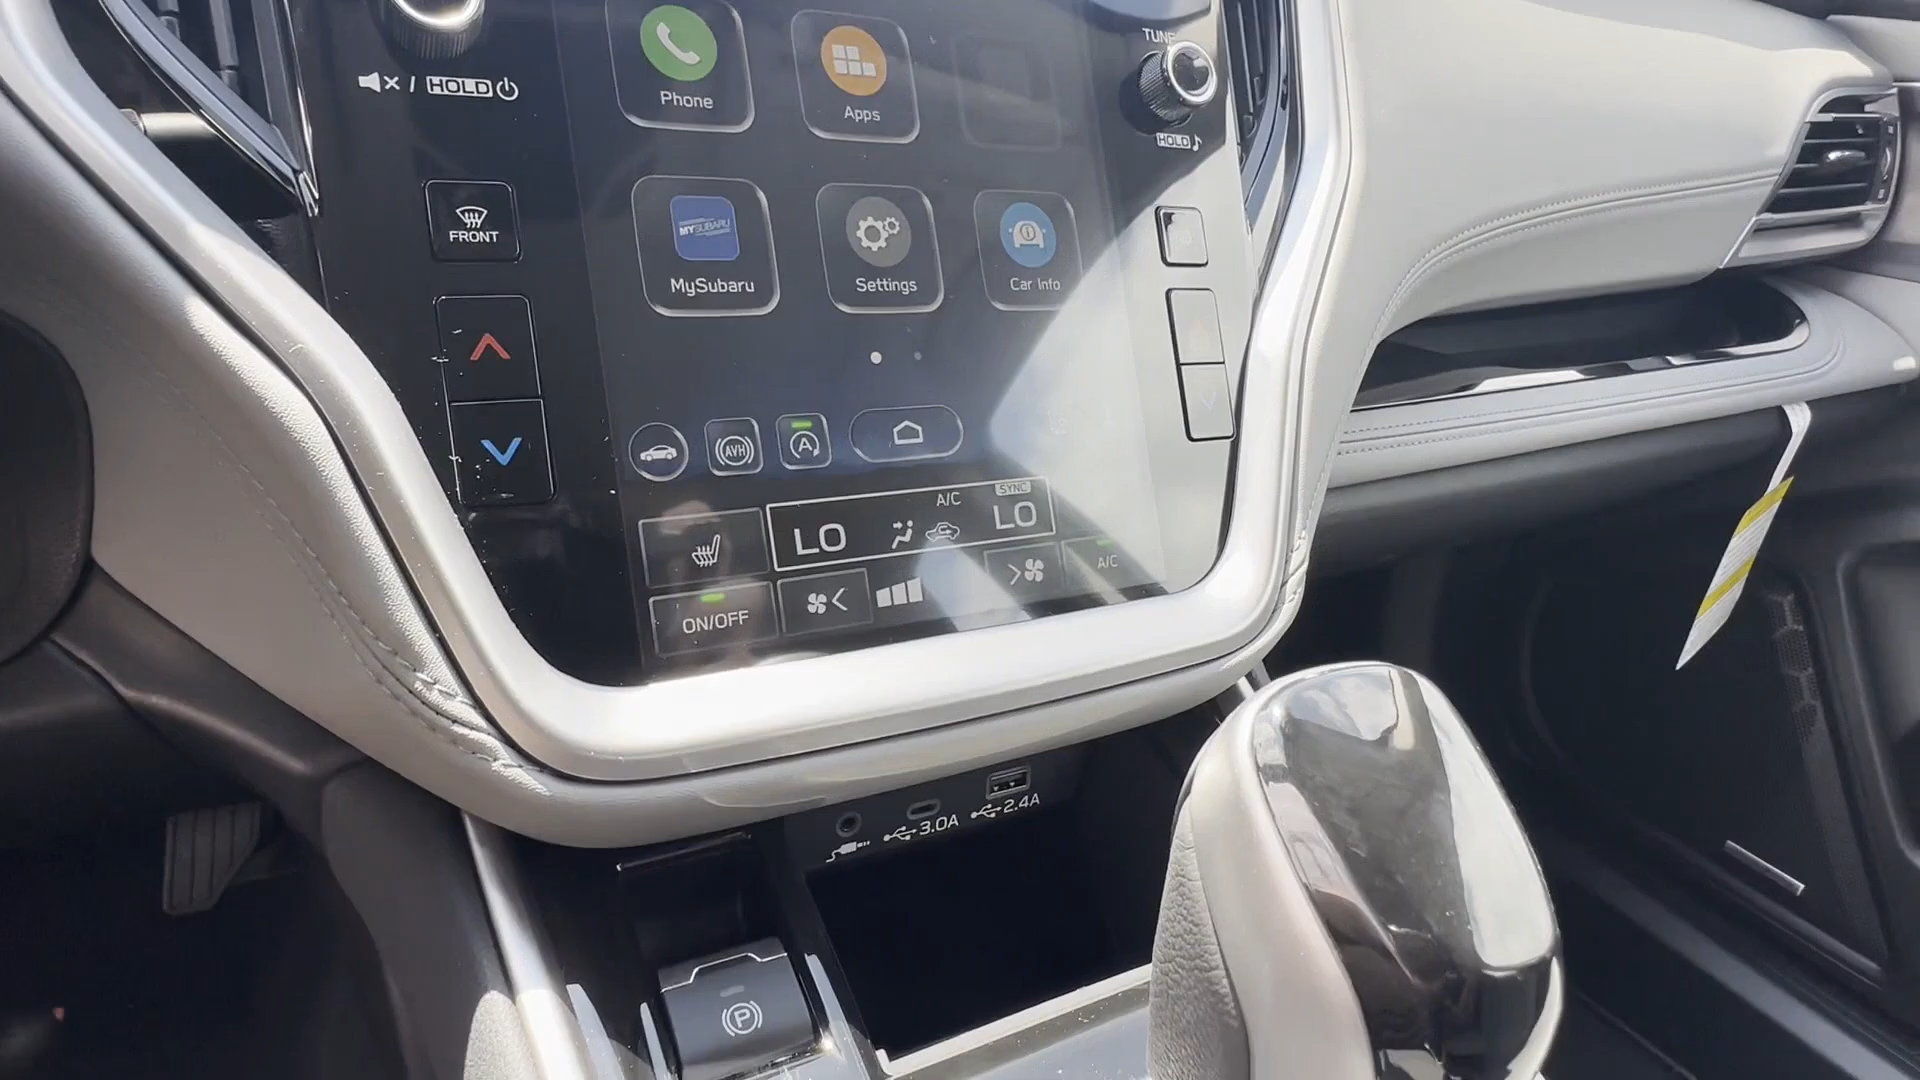 TUNE
HOLD
HOLD
Phone
Apps
FRONT
MYSUBARU
MySubaru
Settings
Car Info
AVH
A
A/C
SYNC
LO
LO
A/C
ON/OFF
3.0A
2.4A
P